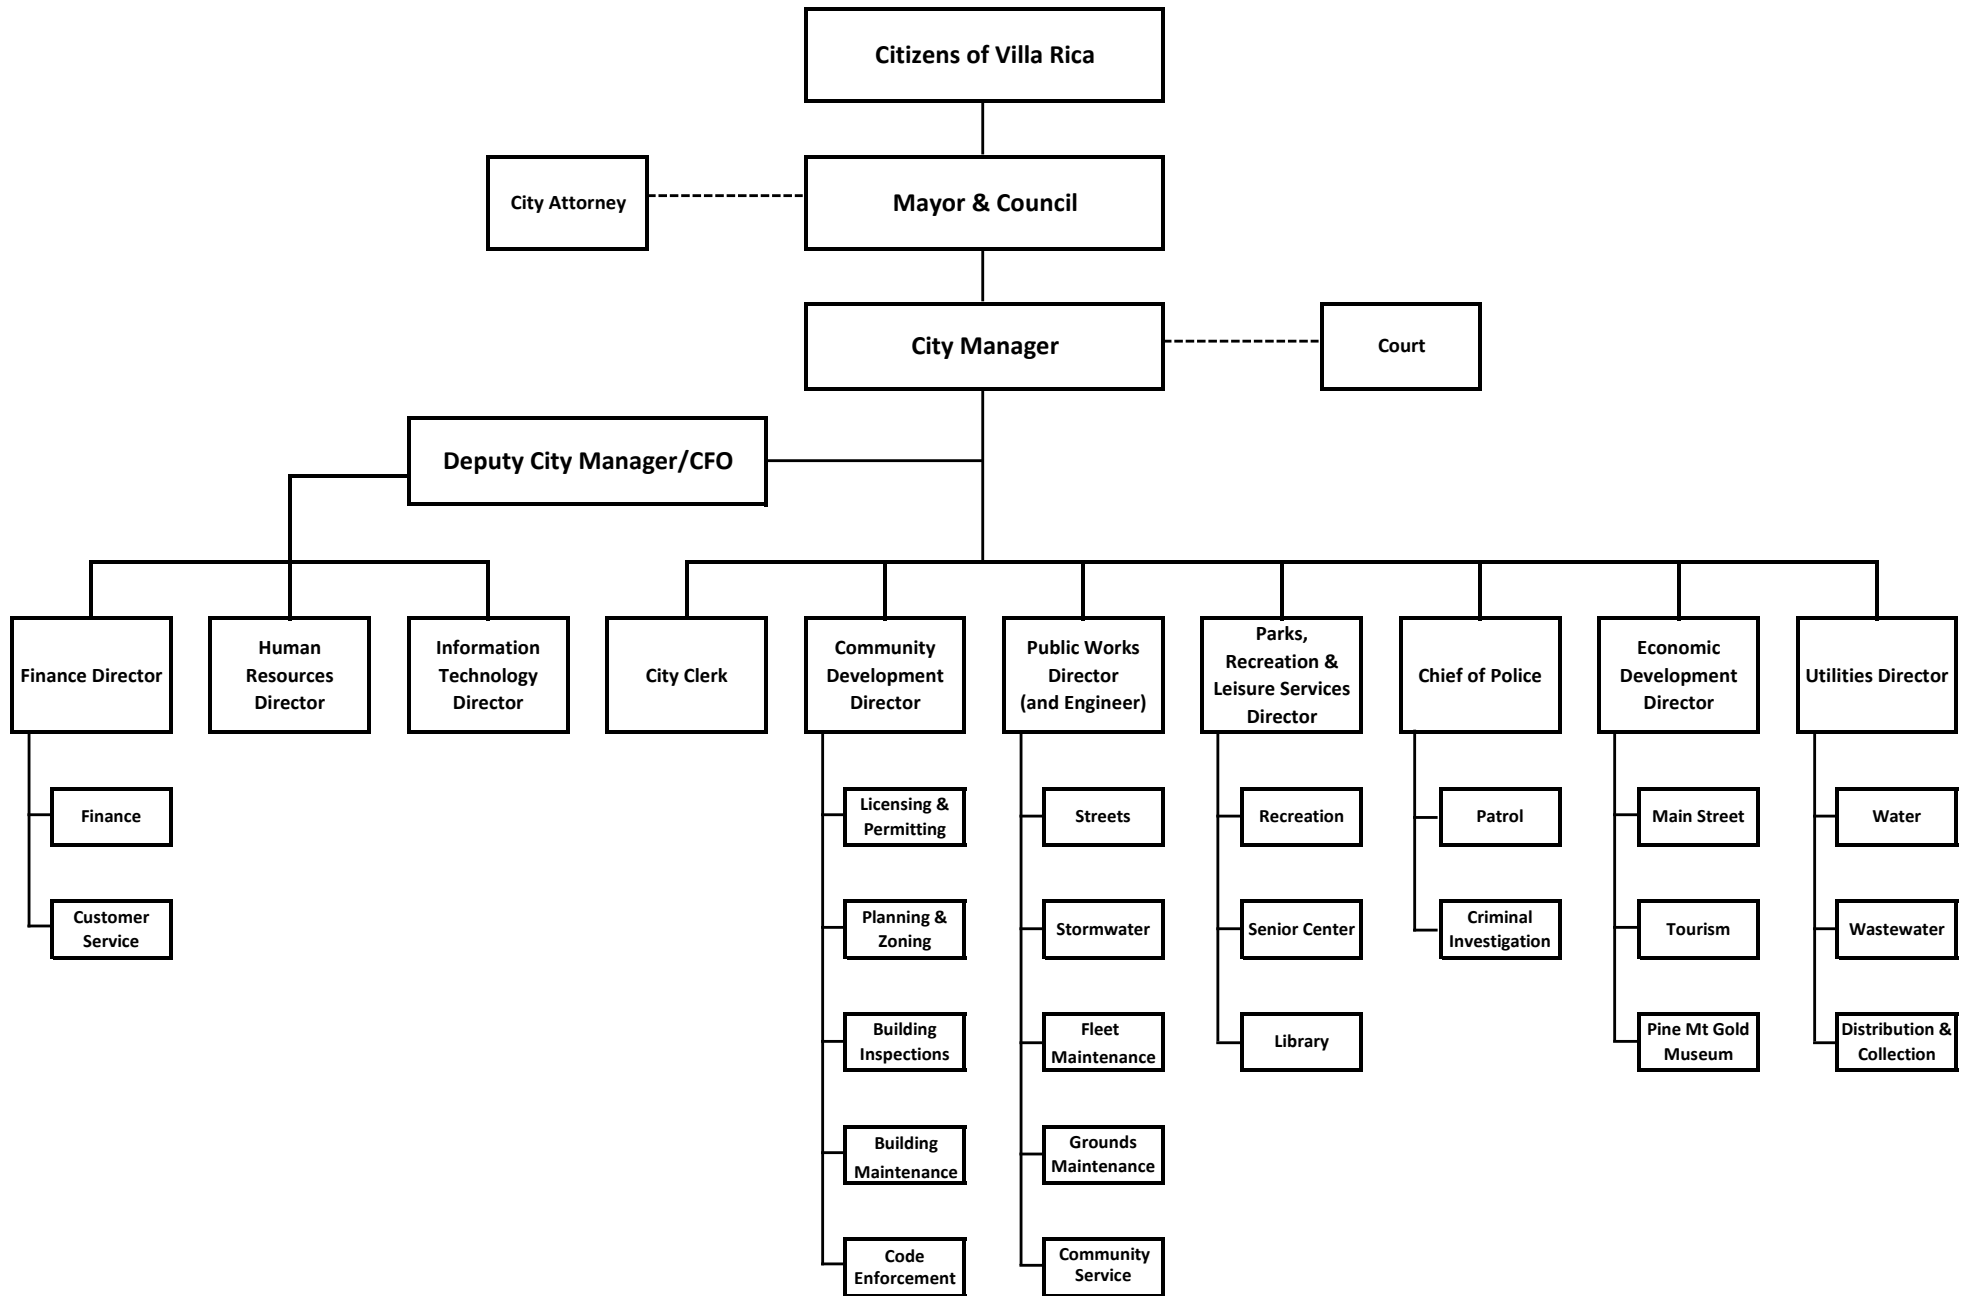 Citizens of Villa Rica
City Attorney
Mayor & Council
City Manager
Court
Deputy City Manager/CFO
Finance Director
Human
Resources
Director
Information
Technology
Director
City Clerk
Community
Development
Director
Public Works
Director
(and Engineer)
Parks,
Recreation &
Leisure Services
Director
Chief of Police
Economic
Development
Director
Utilities Director
Finance
Customer
Service
Licensing &
Permitting
Planning &
Zoning
Building
Inspections
Building
Maintenance
Code
Enforcement
Streets
Stormwater
Fleet
Maintenance
Grounds
Maintenance
Community
Service
Recreation
Senior Center
Library
Patrol
Criminal
Investigation
Main Street
Tourism
Pine Mt Gold
Museum
Water
Wastewater
Distribution &
Collection